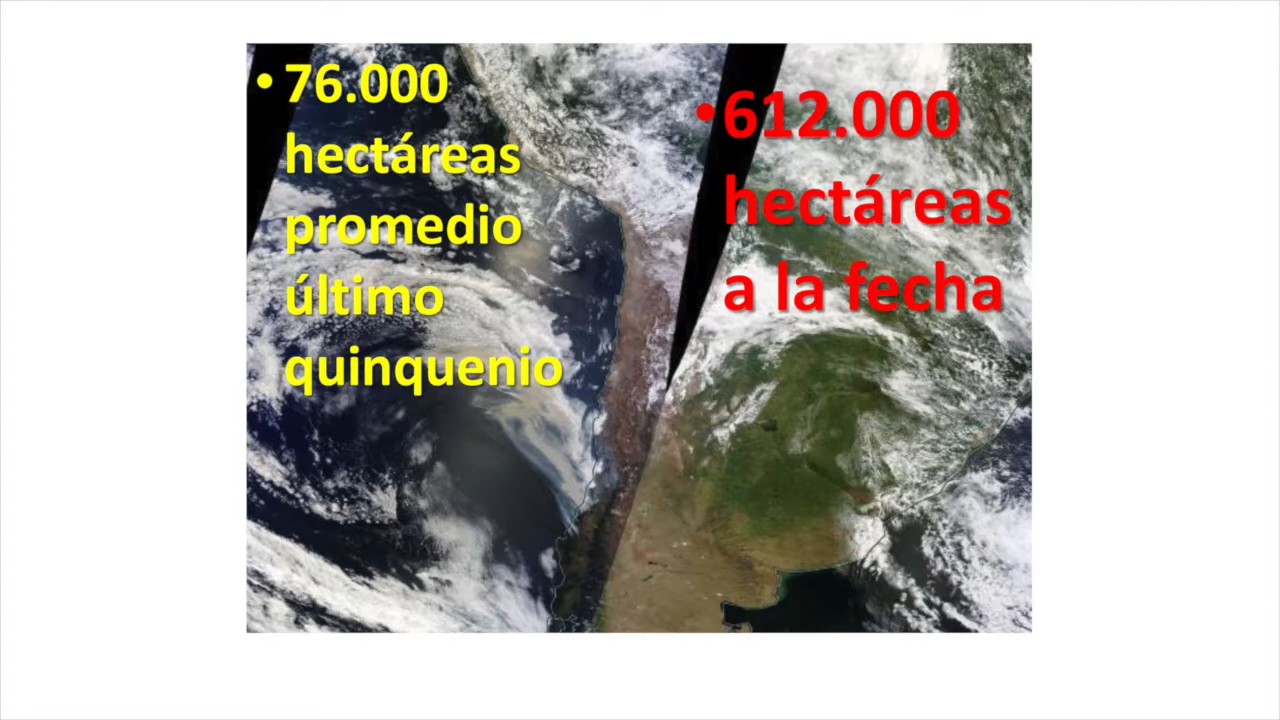 • 76.000
hectáreas
promedio
último
quinquenio
• 612.000
hectáreas
a la fecha